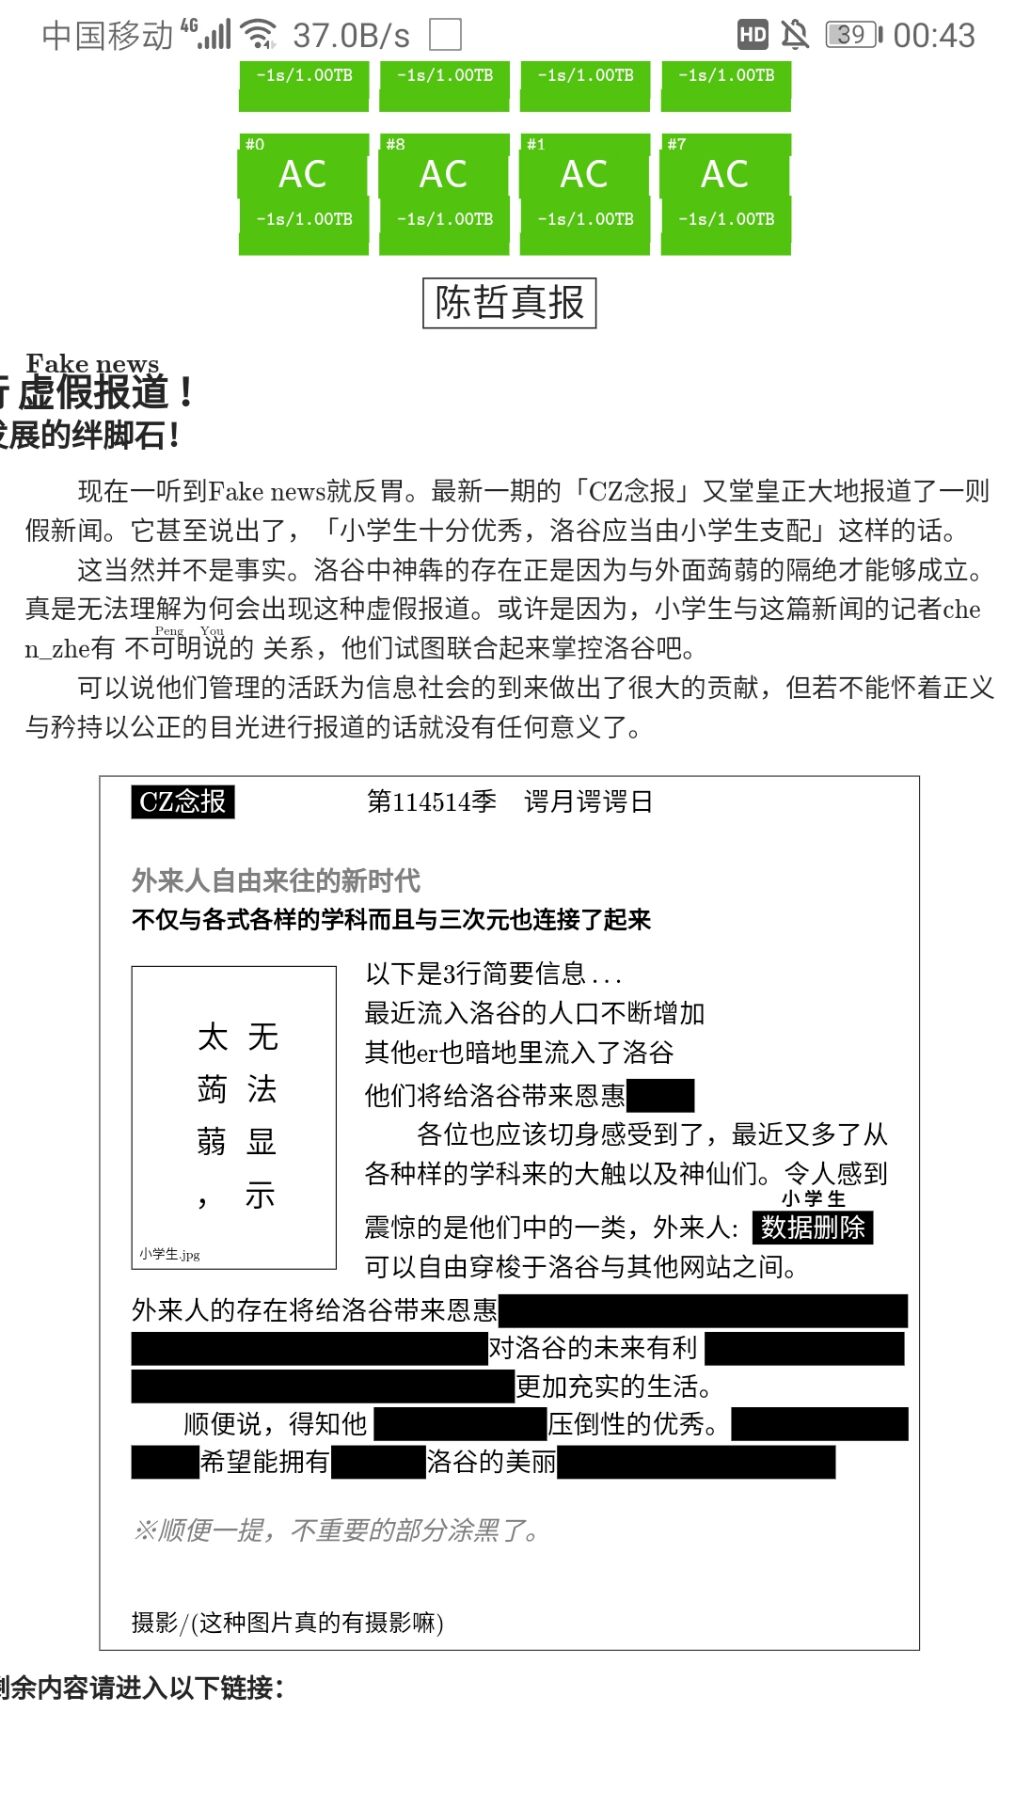 中国移动 4G 37.0B/s HD 39 00:43
-1s/1.00TB -1s/1.00TB -1s/1.00TB -1s/1.00TB
#0 #8 #1 #7
AC AC AC AC
-1s/1.00TB -1s/1.00TB -1s/1.00TB -1s/1.00TB
陈哲真报
Fake news
行 虚假报道！
发展的绊脚石！
现在一听到Fake news就反胃。最新一期的「CZ念报」又堂皇正大地报道了一则
假新闻。它甚至说出了，「小学生十分优秀，洛谷应当由小学生支配」这样的话。
这当然并不是事实。洛谷中神犇的存在正是因为与外面蒟蒻的隔绝才能够成立。
真是无法理解为何会出现这种虚假报道。或许是因为，小学生与这篇新闻的记者che
Peng You
n_zhe有 不可明说的 关系，他们试图联合起来掌控洛谷吧。
可以说他们管理的活跃为信息社会的到来做出了很大的贡献，但若不能怀着正义
与矜持以公正的目光进行报道的话就没有任何意义了。
CZ念报 第114514季 谔月谔谔日
外来人自由来往的新时代
不仅与各式各样的学科而且与三次元也连接了起来
太 无
蒟 法
蒻 显
， 示
小学生.jpg
以下是3行简要信息...
最近流入洛谷的人口不断增加
其他er也暗地里流入了洛谷
他们将给洛谷带来恩惠
各位也应该切身感受到了，最近又多了从
各种样的学科来的大触以及神仙们。令人感到
小学生
震惊的是他们中的一类，外来人: 数据删除
可以自由穿梭于洛谷与其他网站之间。
外来人的存在将给洛谷带来恩惠
对洛谷的未来有利
更加充实的生活。
顺便说，得知他 压倒性的优秀。
希望能拥有 洛谷的美丽
※顺便一提，不重要的部分涂黑了。
摄影/(这种图片真的有摄影嘛)
剩余内容请进入以下链接：